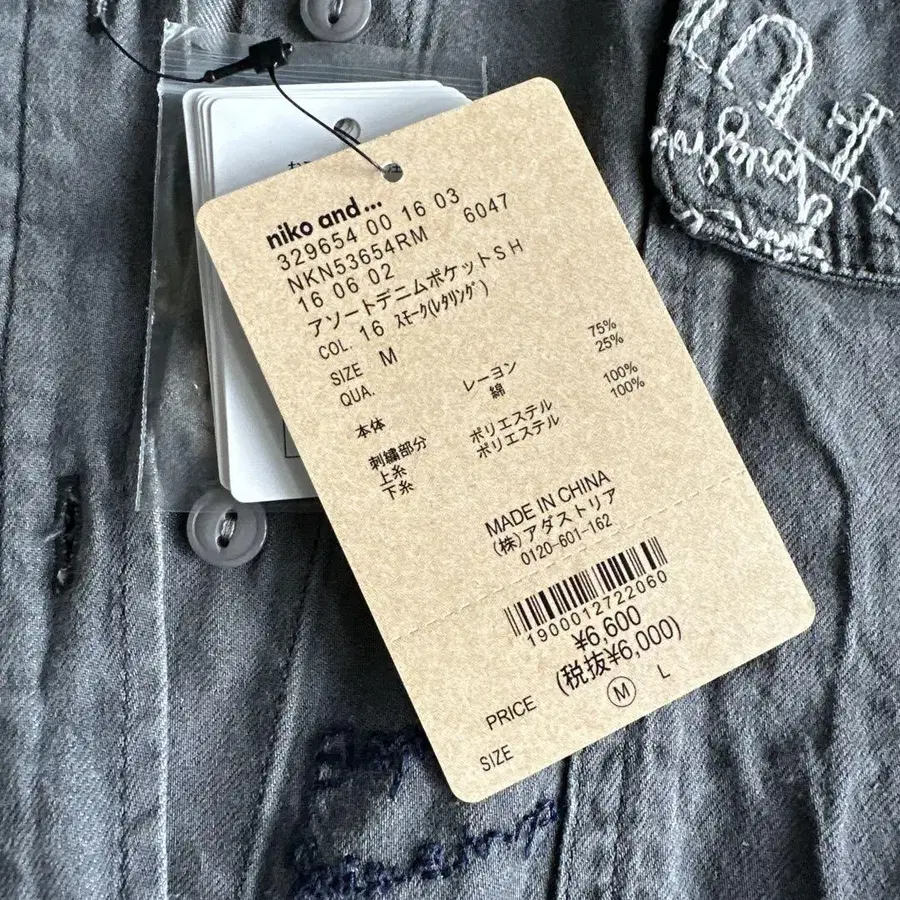 niko and...
329654 00 16 03
NKN53654RM 6047
16 06 02
アソートデニムポケットSH
COL. 16 スモーク(レタリング)
SIZE M
QUA.
本体 レーヨン 75%
綿 25%
刺繍部分
上糸 ポリエステル 100%
下糸 ポリエステル 100%
MADE IN CHINA
(株)アダストリア
0120-601-162
1900012722060
¥6,600
PRICE (税抜¥6,000)
SIZE M L